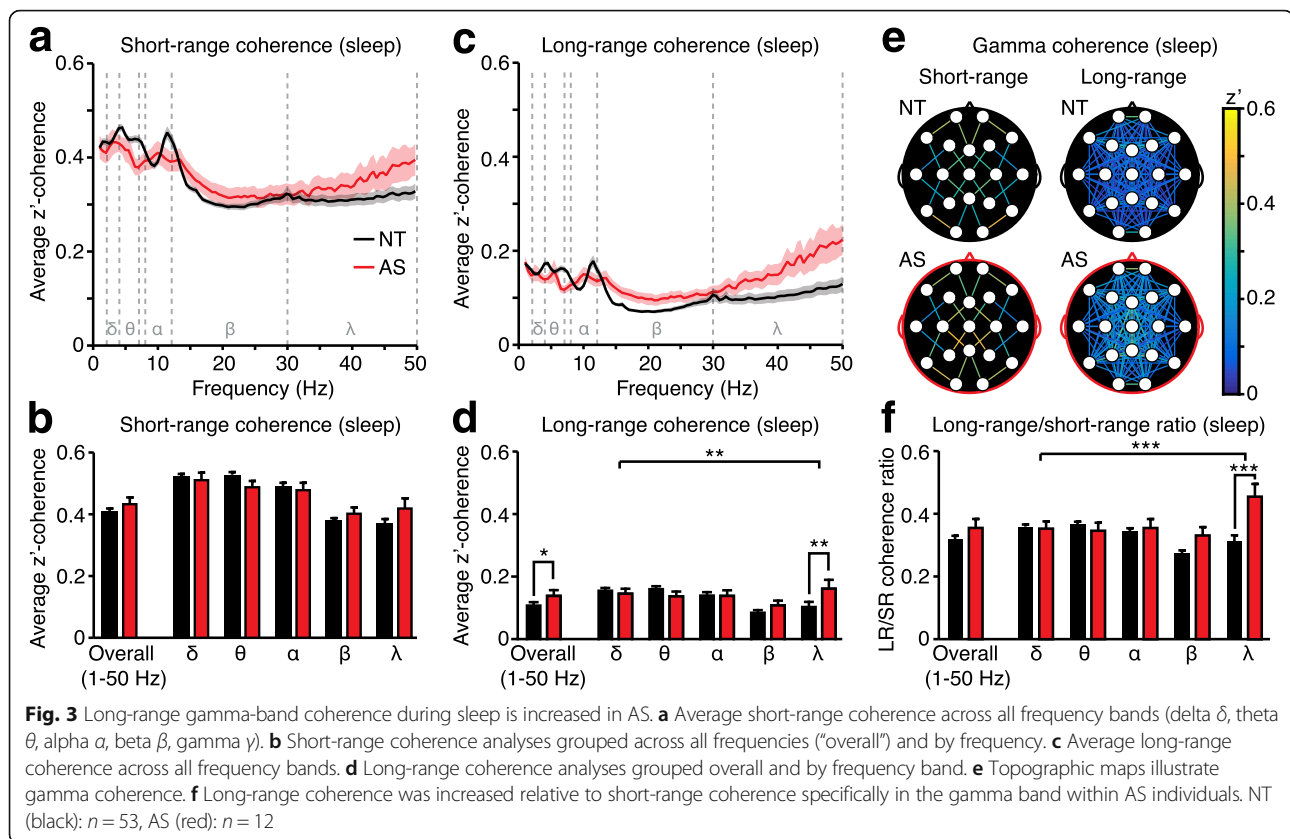 a Short-range coherence (sleep)
0.6
0.4
0.2
0
Average z'-coherence
NT
AS
δ θ α β λ
0 10 20 30 40 50
Frequency (Hz)
c Long-range coherence (sleep)
0.6
0.4
0.2
0
Average z'-coherence
δ θ α β λ
0 10 20 30 40 50
Frequency (Hz)
e Gamma coherence (sleep)
Short-range Long-range
NT NT
AS AS
z'
0.6
0.4
0.2
0
b Short-range coherence (sleep)
0.6
0.4
0.2
0
Average z'-coherence
Overall δ θ α β λ
(1-50 Hz)
d Long-range coherence (sleep)
0.6
0.4
0.2
0
Average z'-coherence
**
* **
Overall δ θ α β λ
(1-50 Hz)
f Long-range/short-range ratio (sleep)
0.6
0.4
0.2
0
LR/SR coherence ratio
***
***
Overall δ θ α β λ
(1-50 Hz)
Fig. 3 Long-range gamma-band coherence during sleep is increased in AS. a Average short-range coherence across all frequency bands (delta δ, theta
θ, alpha α, beta β, gamma γ). b Short-range coherence analyses grouped across all frequencies (“overall”) and by frequency. c Average long-range
coherence across all frequency bands. d Long-range coherence analyses grouped overall and by frequency band. e Topographic maps illustrate
gamma coherence. f Long-range coherence was increased relative to short-range coherence specifically in the gamma band within AS individuals. NT
(black): n = 53, AS (red): n = 12